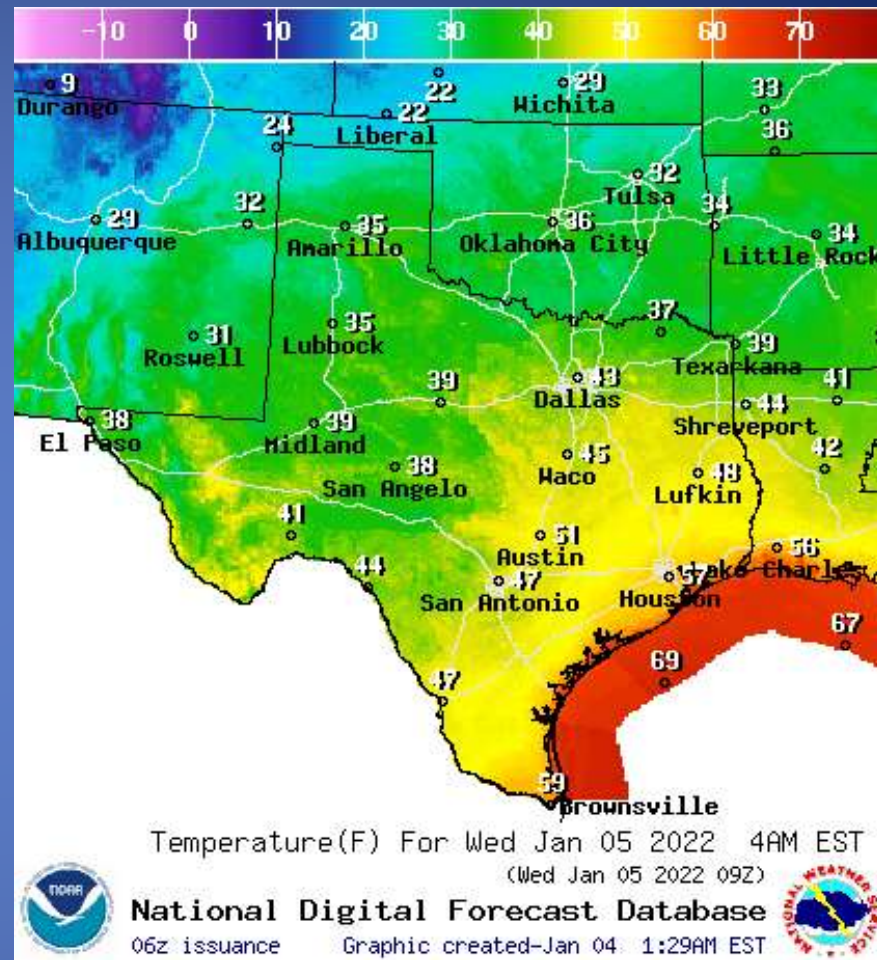 -10 0 10 20 30 40 50 60 70
9
Durango
22
22
Liberal
29
Wichita
33
36
24
32
Tulsa
29
Albuquerque
32
35
Amarillo
36
Oklahoma City
34
34
Little Rock
31
Roswell
35
Lubbock
37
39
Texarkana
43
Dallas
39
44
Shreveport
41
38
El Paso
39
Midland
38
San Angelo
45
Waco
48
Lufkin
42
41
44
51
Austin
47
San Antonio
57
Houston
56
Lake Charles
67
69
47
59
Brownsville
Temperature(F) For Wed Jan 05 2022 4AM EST
(Wed Jan 05 2022 09Z)
National Digital Forecast Database
06z issuance Graphic created-Jan 04 1:29AM EST
NOAA
NATIONAL WEATHER SERVICE